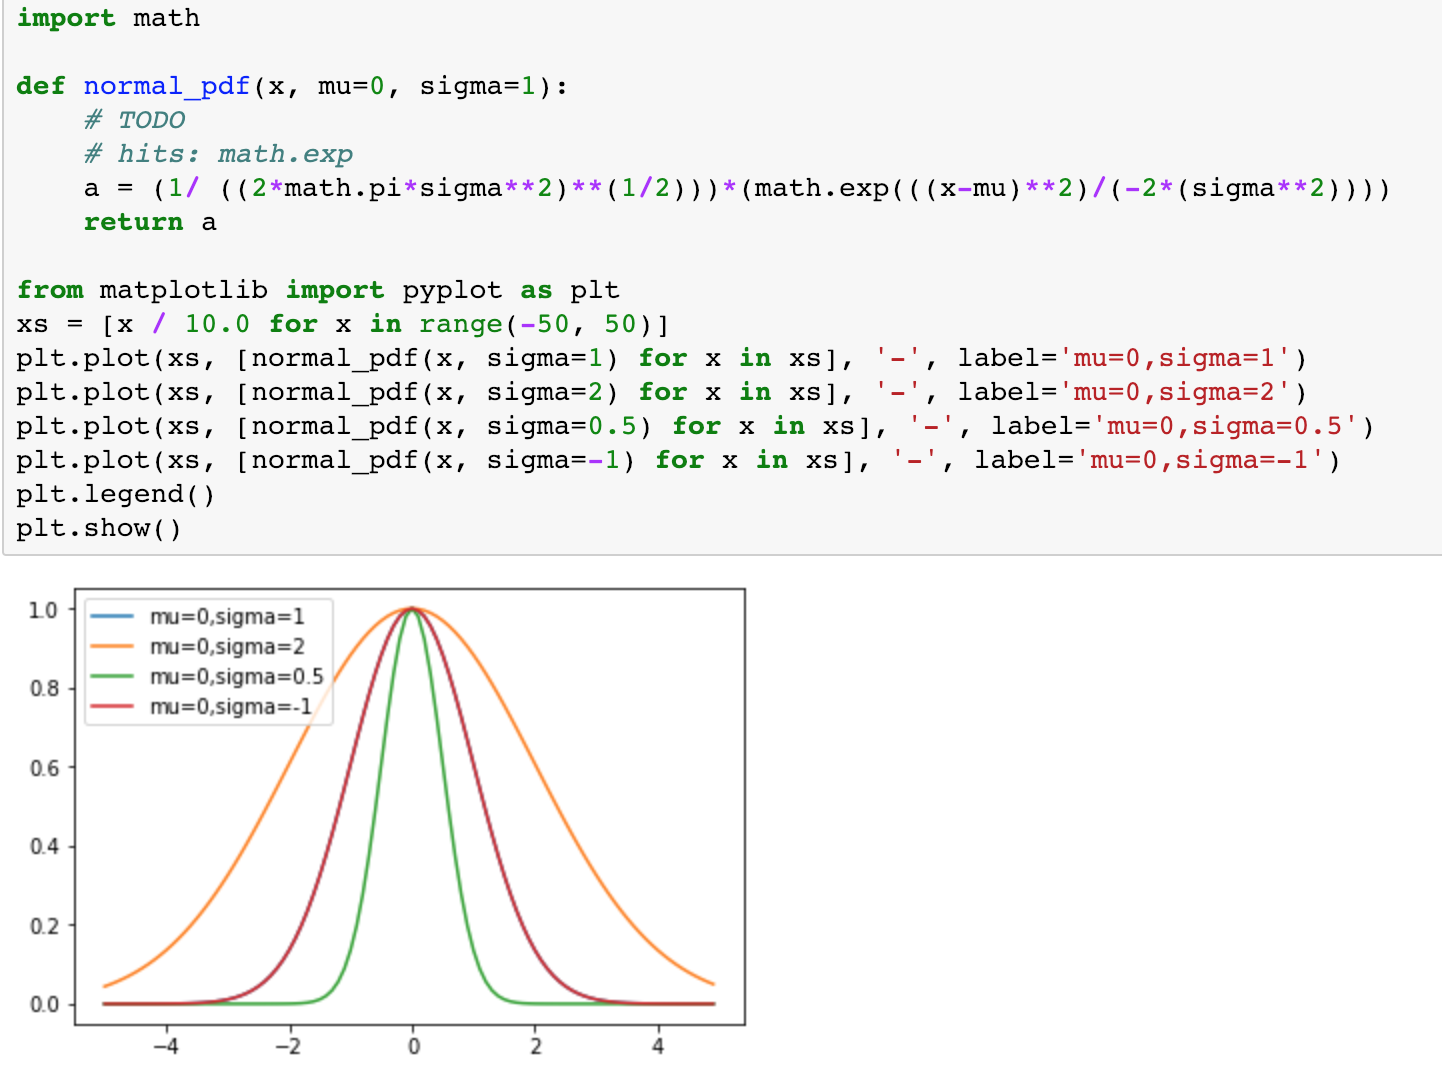 import math
def normal_pdf(x, mu=0, sigma=1):
    # TODO
    # hits: math.exp
    a = (1/ ((2*math.pi*sigma**2)**(1/2)))*(math.exp(((x-mu)**2)/(-2*(sigma**2))))
    return a
from matplotlib import pyplot as plt
xs = [x / 10.0 for x in range(-50, 50)]
plt.plot(xs, [normal_pdf(x, sigma=1) for x in xs], '-', label='mu=0,sigma=1')
plt.plot(xs, [normal_pdf(x, sigma=2) for x in xs], '-', label='mu=0,sigma=2')
plt.plot(xs, [normal_pdf(x, sigma=0.5) for x in xs], '-', label='mu=0,sigma=0.5')
plt.plot(xs, [normal_pdf(x, sigma=-1) for x in xs], '-', label='mu=0,sigma=-1')
plt.legend()
plt.show()
mu=0,sigma=1
mu=0,sigma=2
mu=0,sigma=0.5
mu=0,sigma=-1
1.0
0.8
0.6
0.4
0.2
0.0
−4 −2 0 2 4